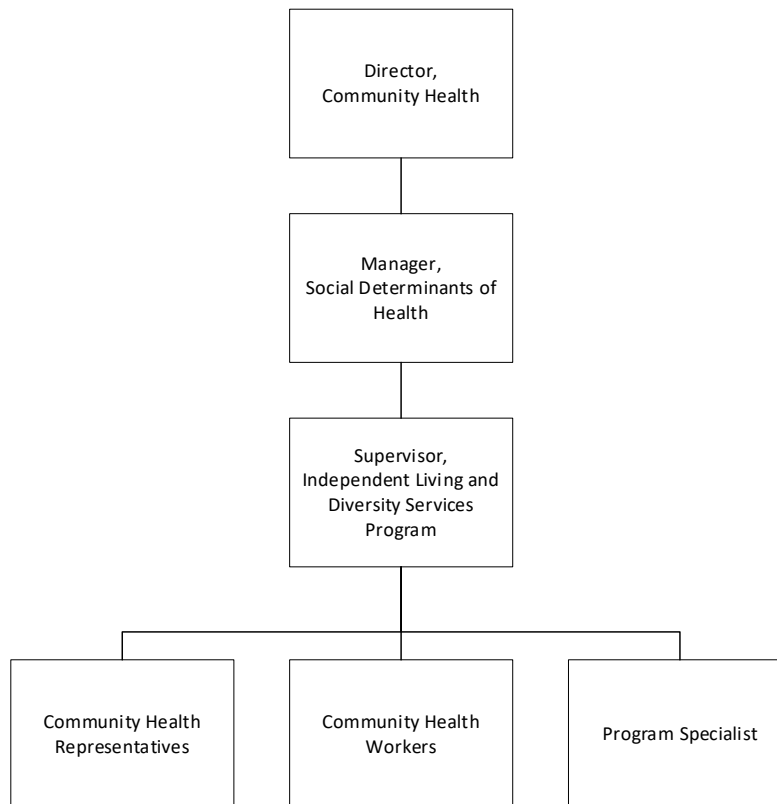 Director,
Community Health
Manager,
Social Determinants of
Health
Supervisor,
Independent Living and
Diversity Services
Program
Community Health
Representatives
Community Health
Workers
Program Specialist